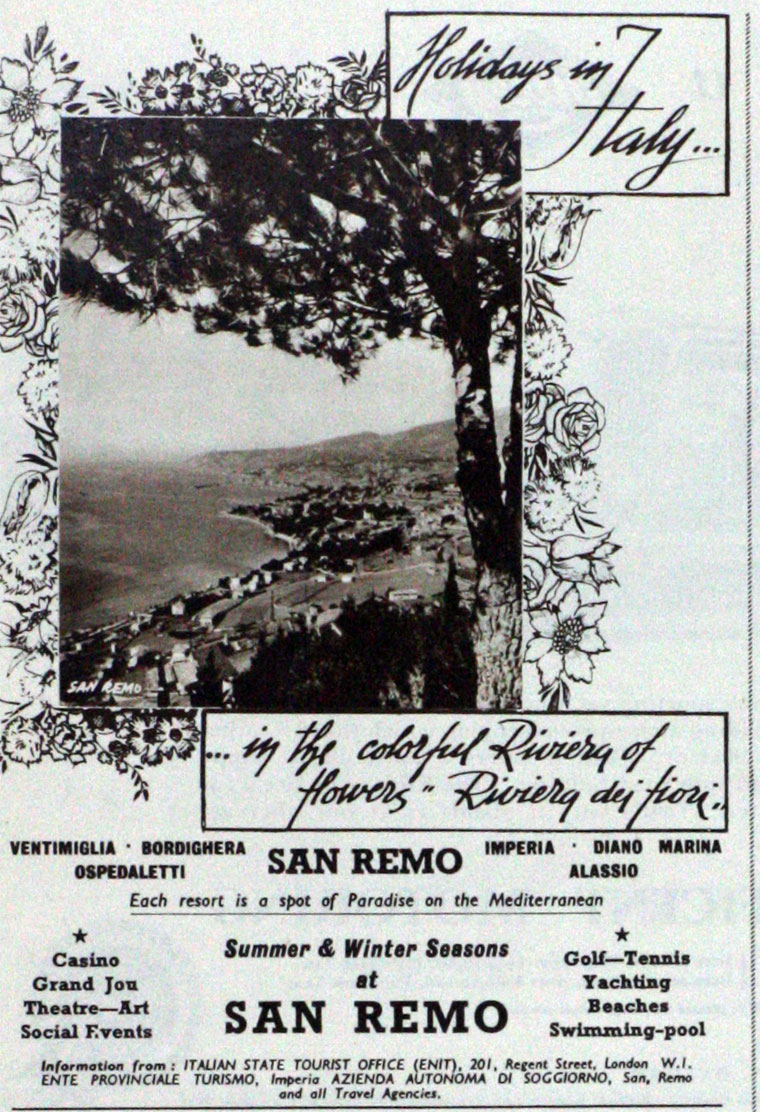 Holidays in
Italy...
SAN REMO
... in the colorful Riviera of
flowers" Riviera dei fiori..
VENTIMIGLIA · BORDIGHERA
OSPEDALETTI
SAN REMO
IMPERIA · DIANO MARINA
ALASSIO
Each resort is a spot of Paradise on the Mediterranean
★
Casino
Grand Jou
Theatre—Art
Social Events
Summer & Winter Seasons
at
SAN REMO
★
Golf—Tennis
Yachting
Beaches
Swimming-pool
Information from : ITALIAN STATE TOURIST OFFICE (ENIT), 201, Regent Street, London W.I.
ENTE PROVINCIALE TURISMO, Imperia AZIENDA AUTONOMA DI SOGGIORNO, San, Remo
and all Travel Agencies.